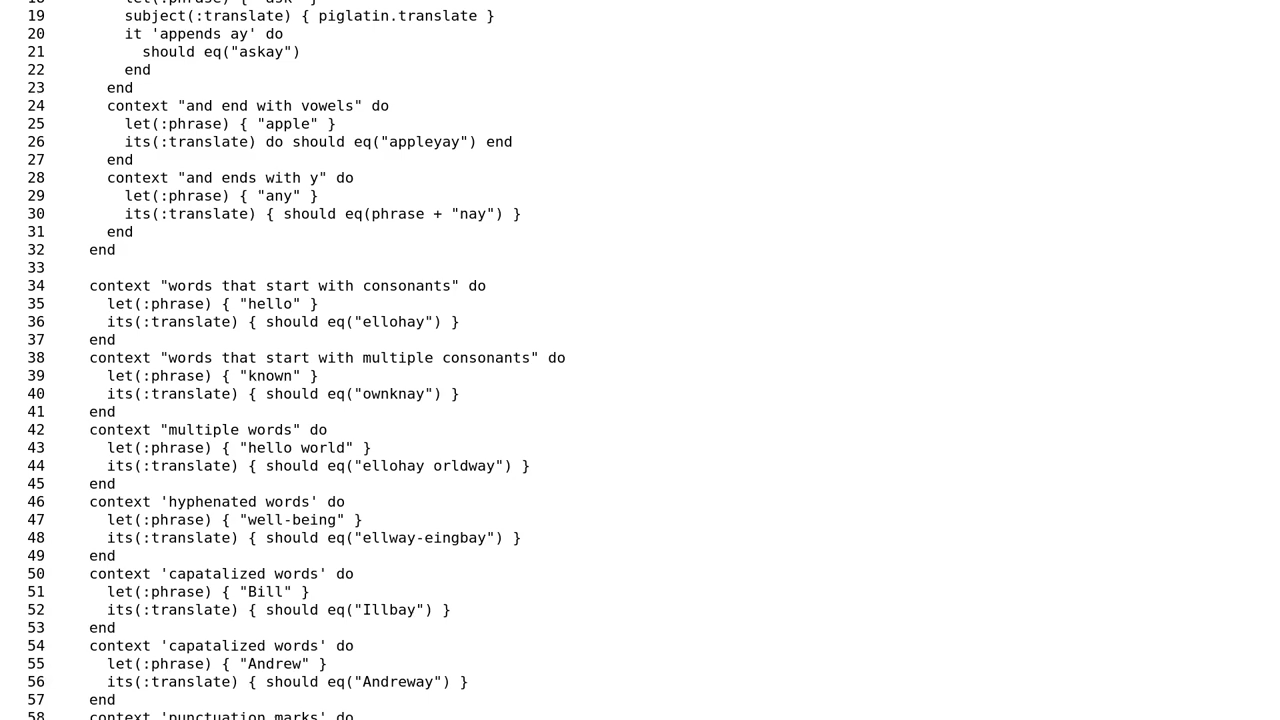 18 let(:phrase) { "ask" }
19 subject(:translate) { piglatin.translate }
20 it 'appends ay' do
21 should eq("askay")
22 end
23 end
24 context "and end with vowels" do
25 let(:phrase) { "apple" }
26 its(:translate) do should eq("appleyay") end
27 end
28 context "and ends with y" do
29 let(:phrase) { "any" }
30 its(:translate) { should eq(phrase + "nay") }
31 end
32 end
33
34 context "words that start with consonants" do
35 let(:phrase) { "hello" }
36 its(:translate) { should eq("ellohay") }
37 end
38 context "words that start with multiple consonants" do
39 let(:phrase) { "known" }
40 its(:translate) { should eq("ownknay") }
41 end
42 context "multiple words" do
43 let(:phrase) { "hello world" }
44 its(:translate) { should eq("ellohay orldway") }
45 end
46 context 'hyphenated words' do
47 let(:phrase) { "well-being" }
48 its(:translate) { should eq("ellway-eingbay") }
49 end
50 context 'capatalized words' do
51 let(:phrase) { "Bill" }
52 its(:translate) { should eq("Illbay") }
53 end
54 context 'capatalized words' do
55 let(:phrase) { "Andrew" }
56 its(:translate) { should eq("Andreway") }
57 end
58 context 'punctuation marks' do